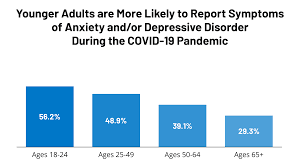 Younger Adults are More Likely to Report Symptoms
of Anxiety and/or Depressive Disorder
During the COVID-19 Pandemic
56.2%
48.9%
39.1%
29.3%
Ages 18-24
Ages 25-49
Ages 50-64
Ages 65+